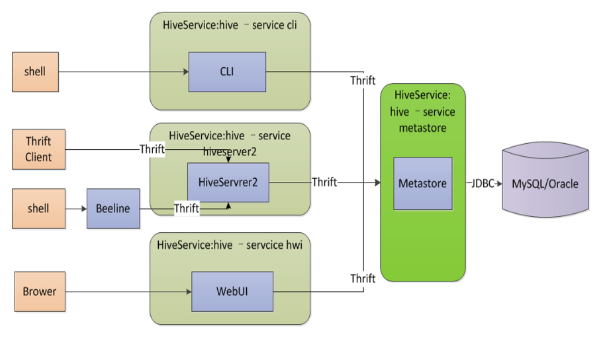 HiveService:hive – service cli
shell
CLI
Thrift
HiveService:hive – service
hiveserver2
Thrift
Client
Thrift
HiveServrer2
Thrift
shell
Beeline
Thrift
HiveService:hive – servcice hwi
Brower
WebUI
Thrift
HiveService:
hive – service
metastore
Metastore
JDBC
MySQL/Oracle